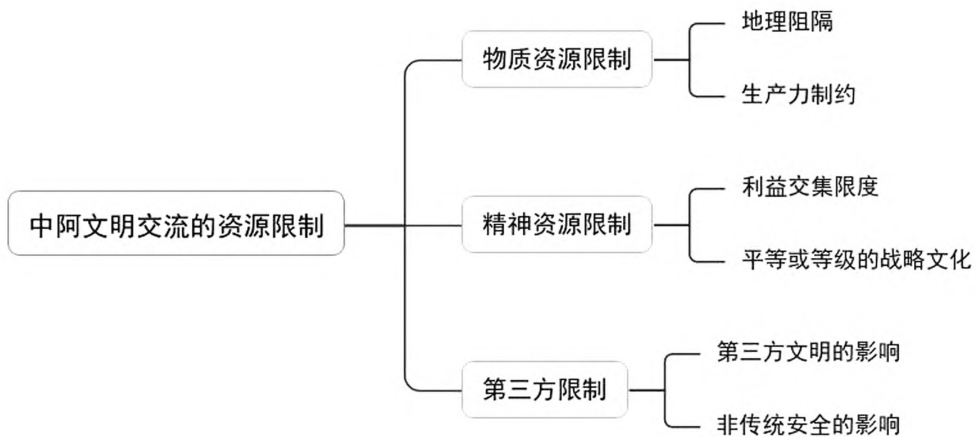 中阿文明交流的资源限制
物质资源限制
地理阻隔
生产力制约
精神资源限制
利益交集限度
平等或等级的战略文化
第三方限制
第三方文明的影响
非传统安全的影响